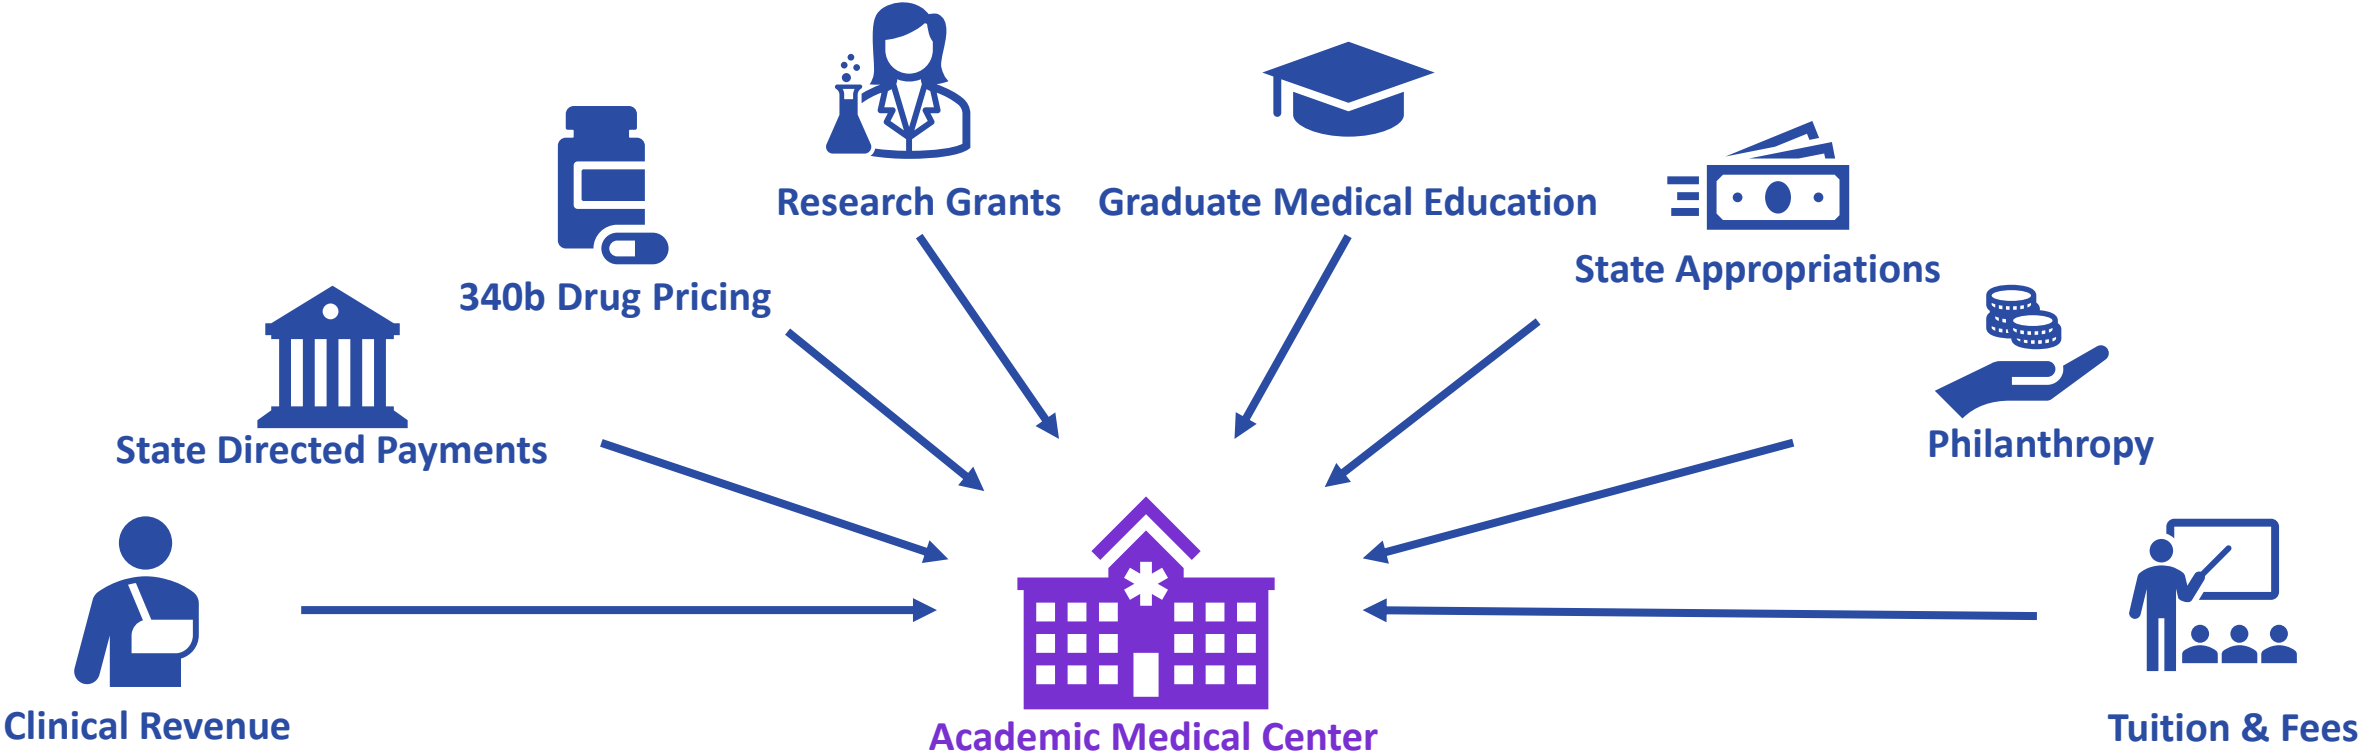 Research Grants
Graduate Medical Education
State Appropriations
340b Drug Pricing
State Directed Payments
Philanthropy
Clinical Revenue
Academic Medical Center
Tuition & Fees